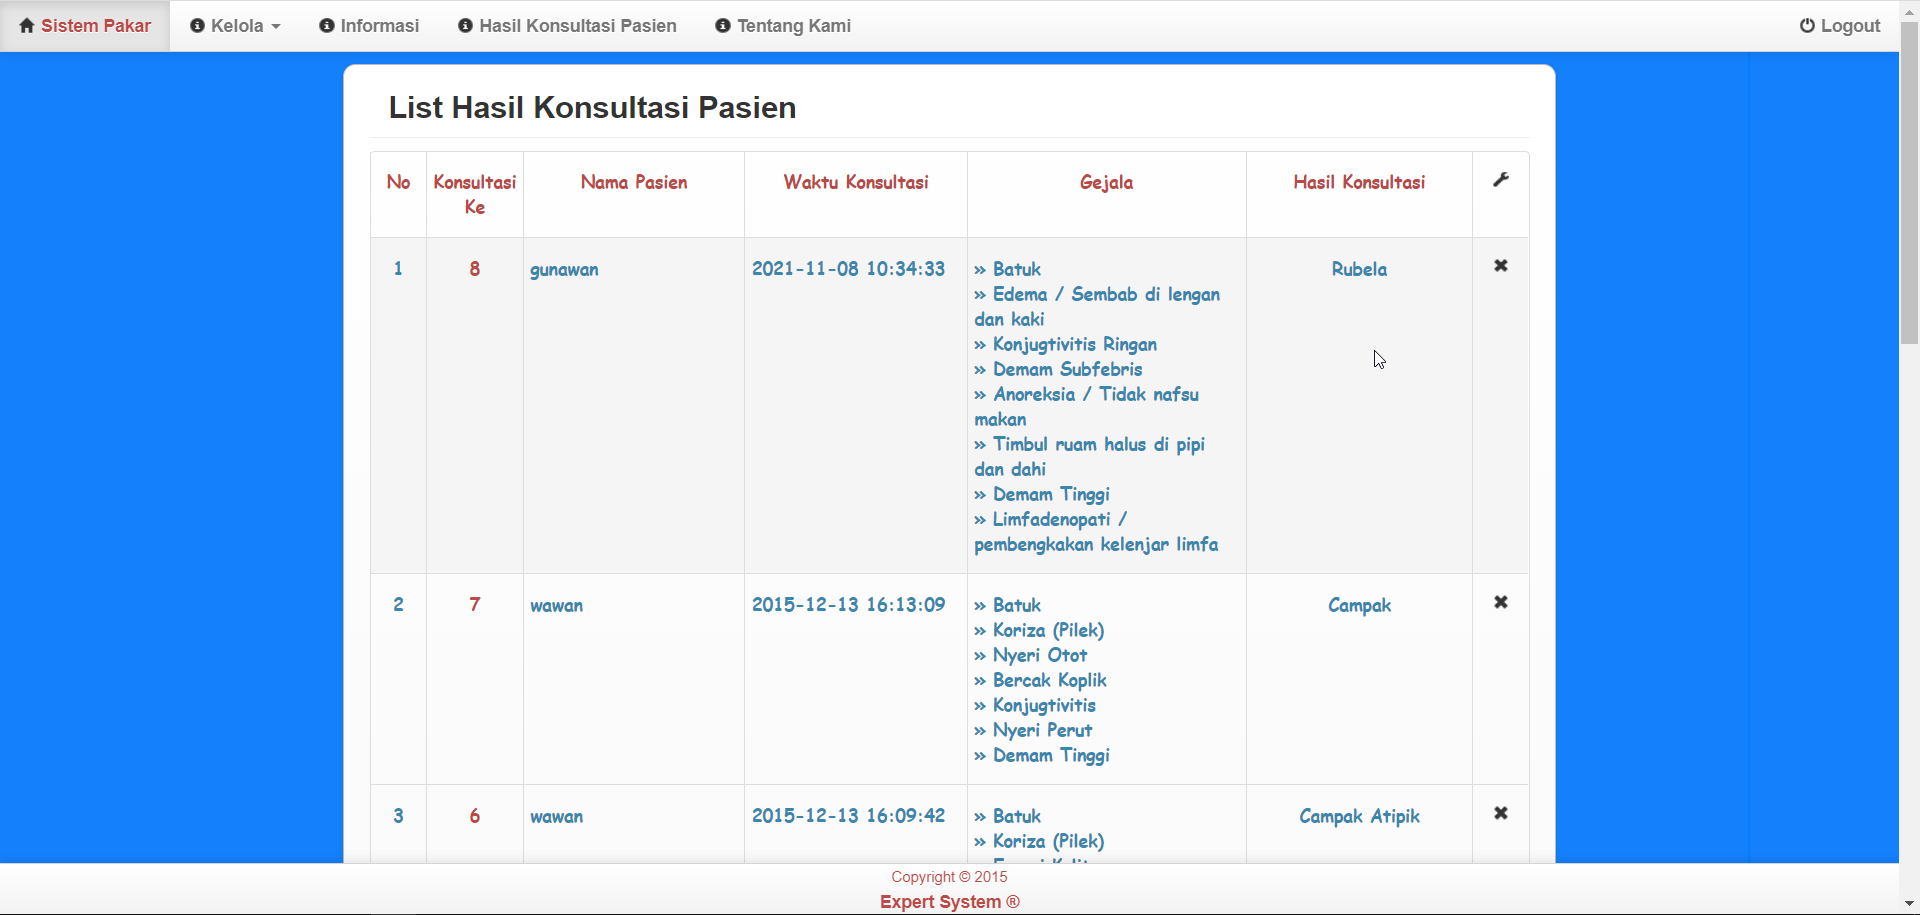 Sistem Pakar Kelola Informasi Hasil Konsultasi Pasien Tentang Kami Logout
List Hasil Konsultasi Pasien
No Konsultasi Ke Nama Pasien Waktu Konsultasi Gejala Hasil Konsultasi
1 8 gunawan 2021-11-08 10:34:33 » Batuk Rubela
» Edema / Sembab di lengan
dan kaki
» Konjugtivitis Ringan
» Demam Subfebris
» Anoreksia / Tidak nafsu
makan
» Timbul ruam halus di pipi
dan dahi
» Demam Tinggi
» Limfadenopati /
pembengkakan kelenjar limfa
2 7 wawan 2015-12-13 16:13:09 » Batuk Campak
» Koriza (Pilek)
» Nyeri Otot
» Bercak Koplik
» Konjugtivitis
» Nyeri Perut
» Demam Tinggi
3 6 wawan 2015-12-13 16:09:42 » Batuk Campak Atipik
» Koriza (Pilek)
Copyright © 2015
Expert System ®